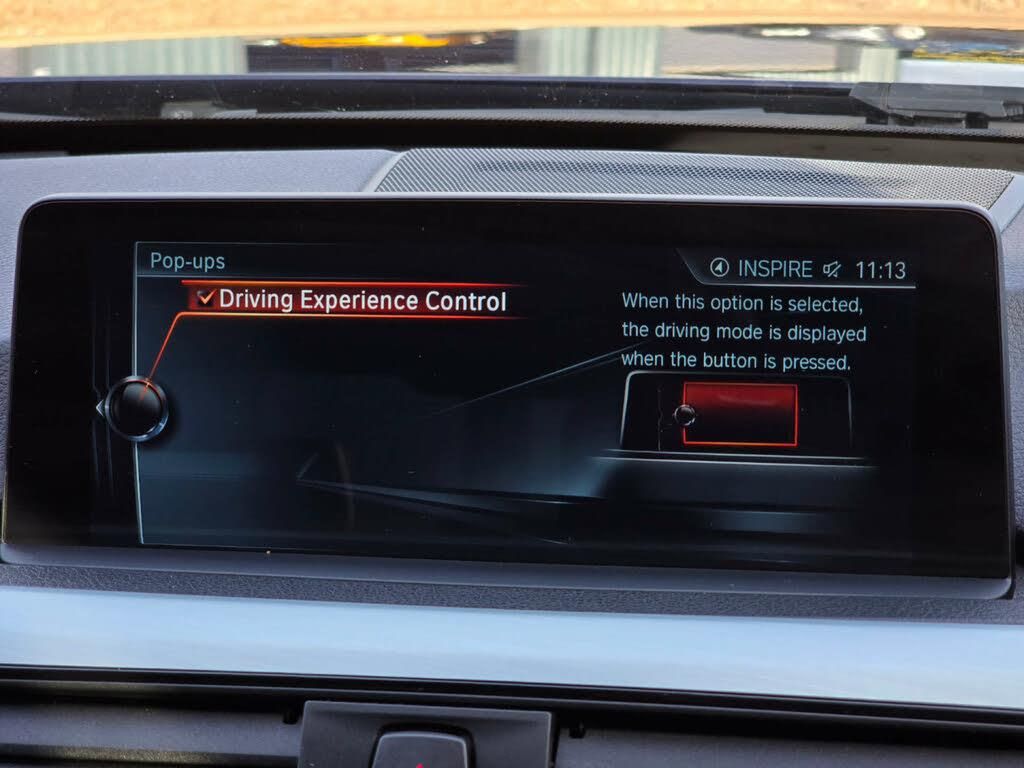 Pop-ups
INSPIRE 11:13
Driving Experience Control
When this option is selected,
the driving mode is displayed
when the button is pressed.